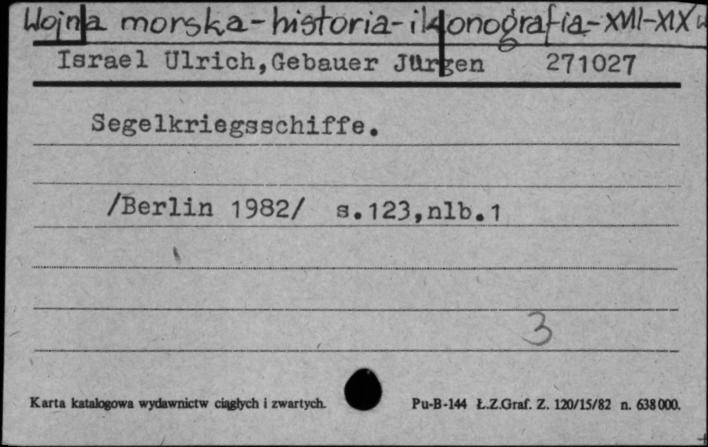 Wojna morska-historia-ikonografia-XVII-XIX w
Israel Ulrich,Gebauer Jürgen 271027
Segelkriegsschiffe.
/Berlin 1982/ s.123,nlb.1
3
Karta katalogowa wydawnictw ciągłych i zwartych. Pu-B-144 Ł.Z.Graf. Z. 120/15/82 n. 638000.